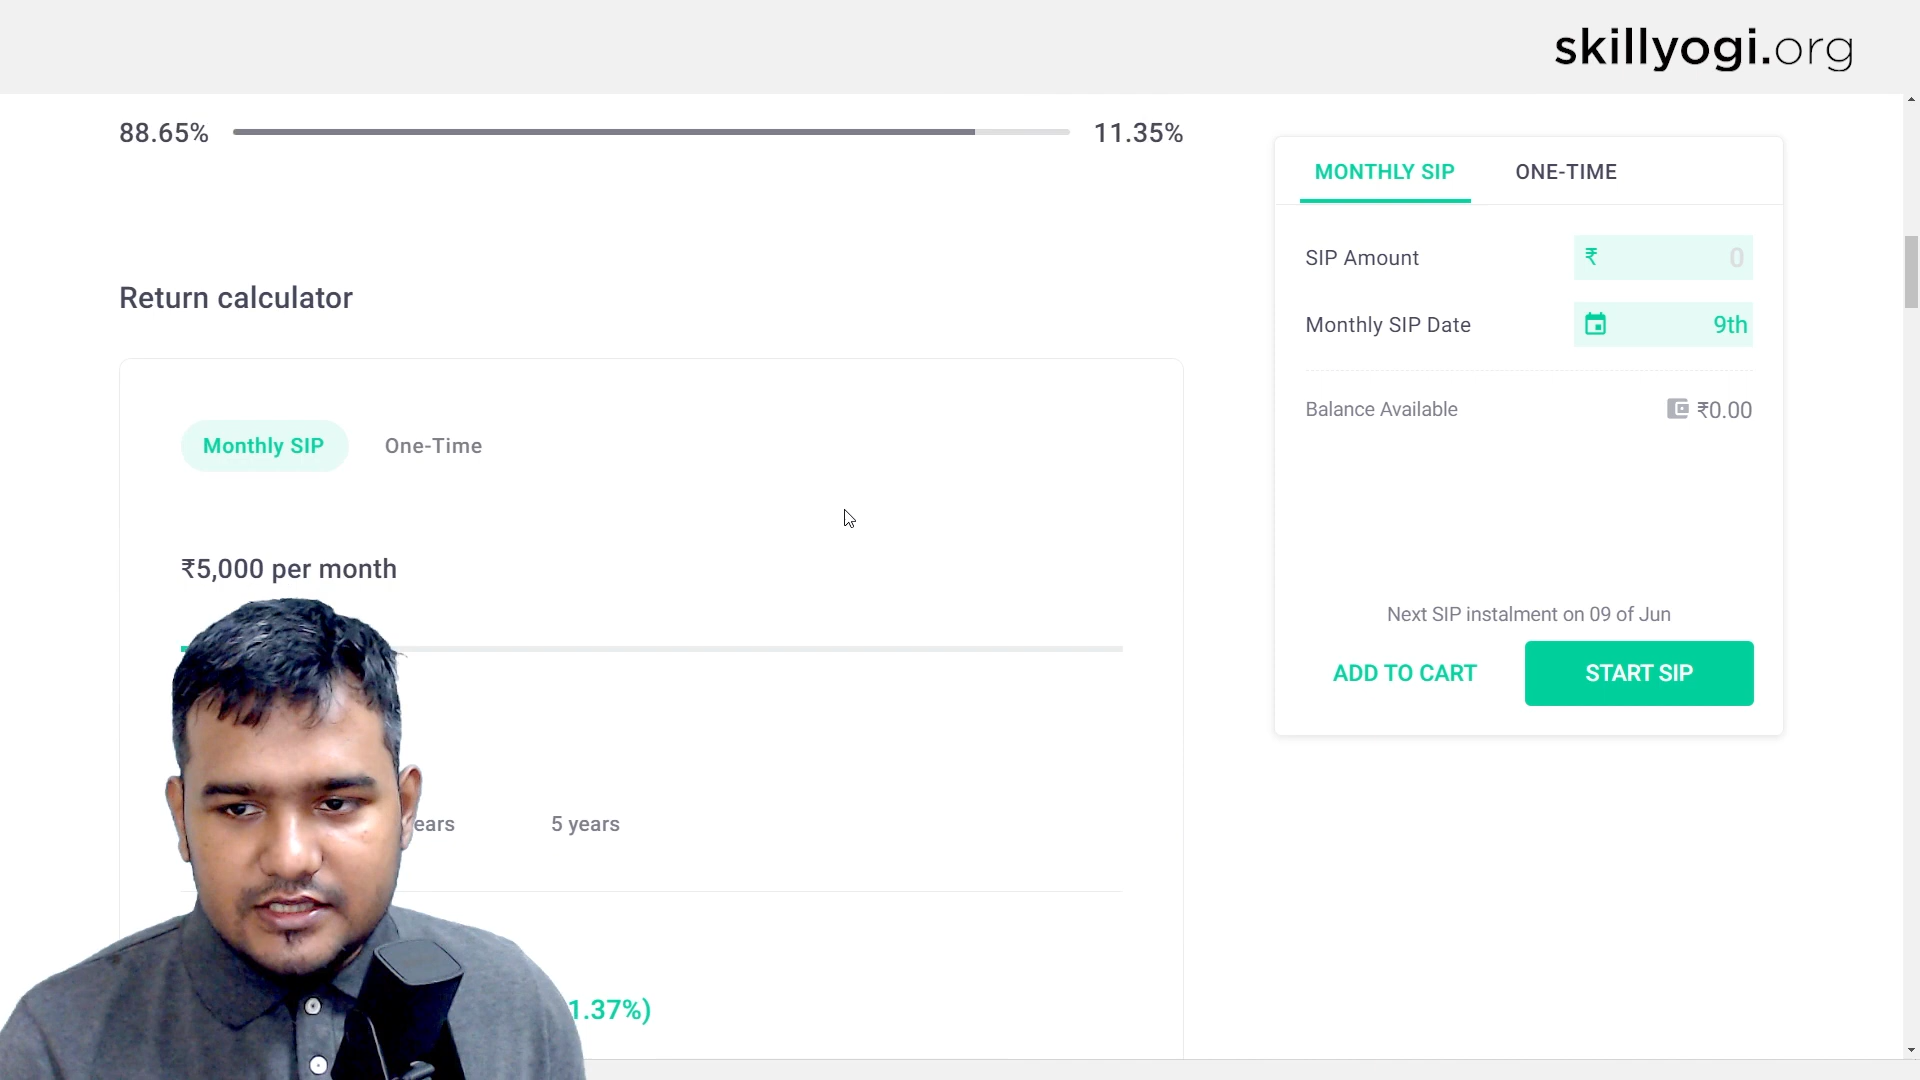 skillyogi.org
88.65% 11.35%
Return calculator
Monthly SIP One-Time
₹5,000 per month
5 years
1.37%)
MONTHLY SIP ONE-TIME
SIP Amount ₹ 0
Monthly SIP Date 9th
Balance Available ₹0.00
Next SIP instalment on 09 of Jun
ADD TO CART START SIP